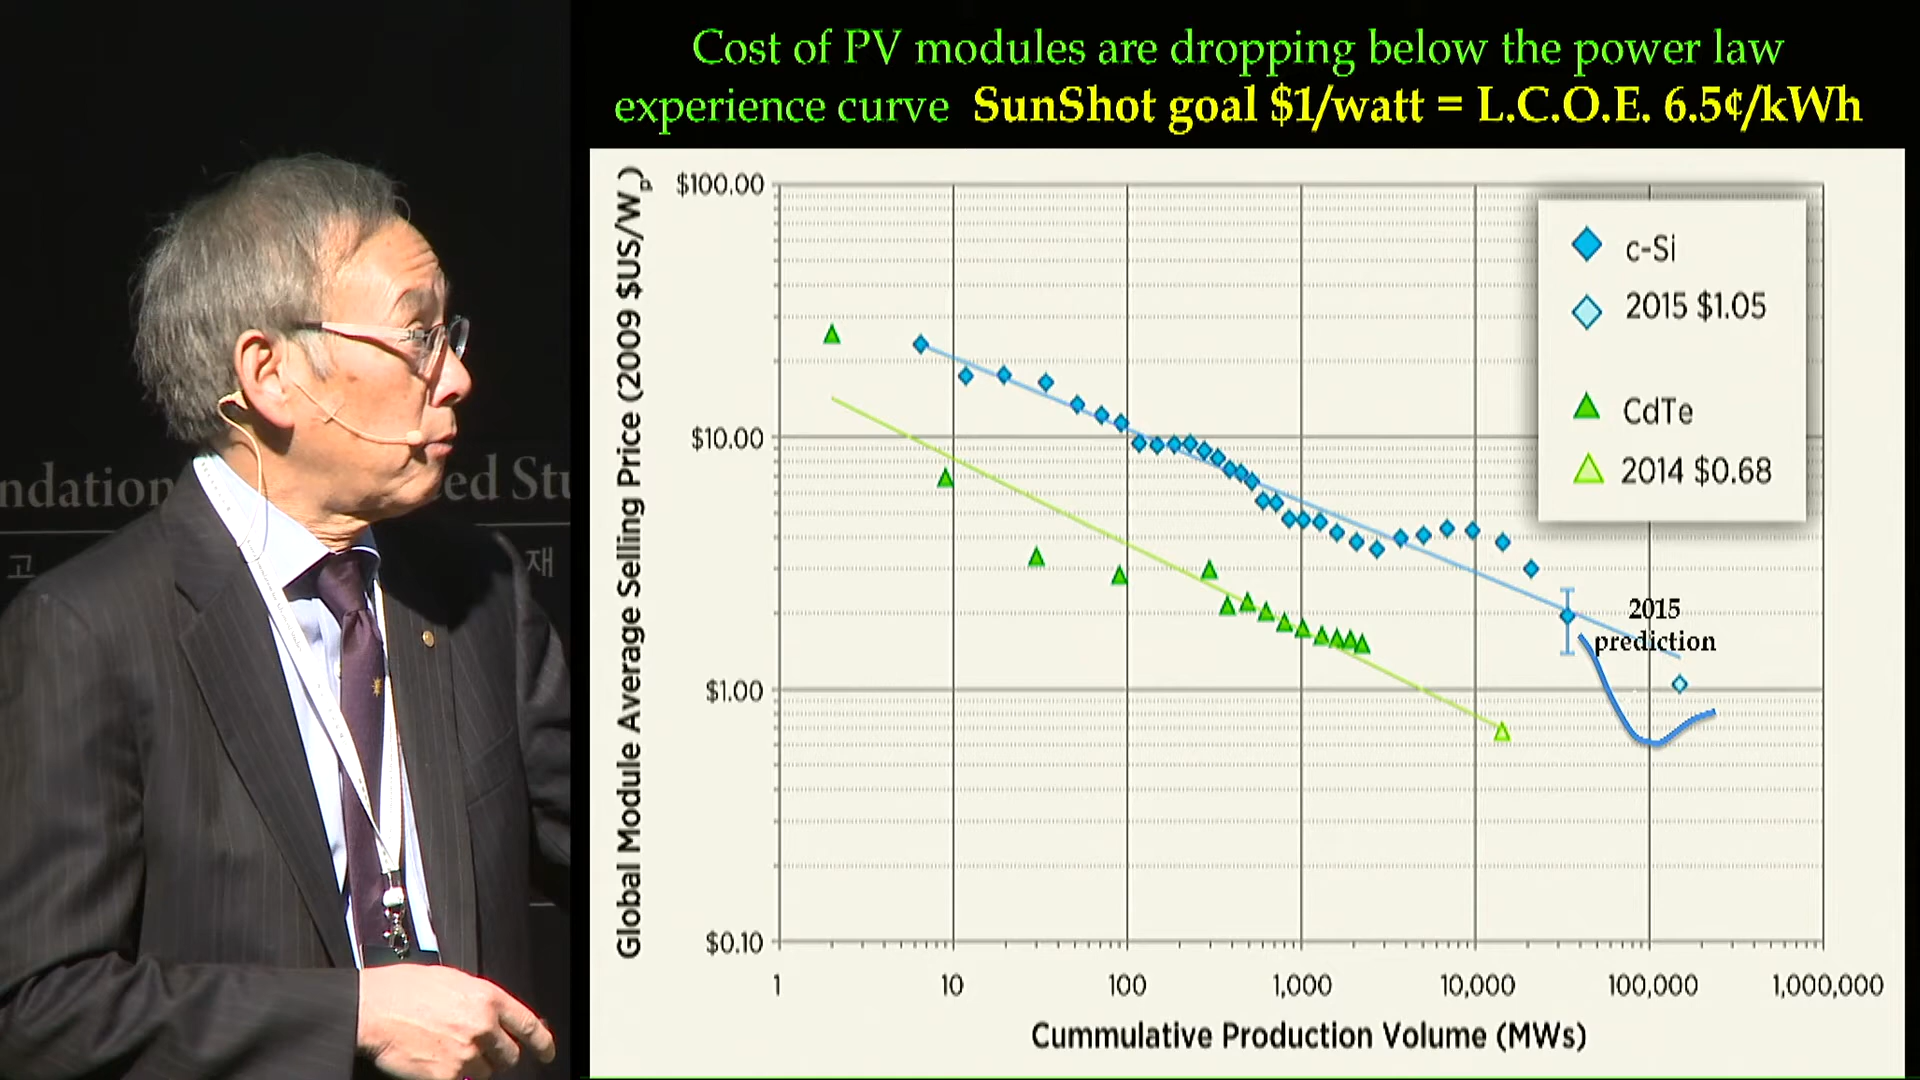 Cost of PV modules are dropping below the power law
experience curve SunShot goal $1/watt = L.C.O.E. 6.5¢/kWh
ndation
ced Stu
고
재
Global Module Average Selling Price (2009 $US/Wp)
$100.00
$10.00
$1.00
$0.10
c-Si
2015 $1.05
CdTe
2014 $0.68
2015
prediction
1
10
100
1,000
10,000
100,000
1,000,000
Cummulative Production Volume (MWs)